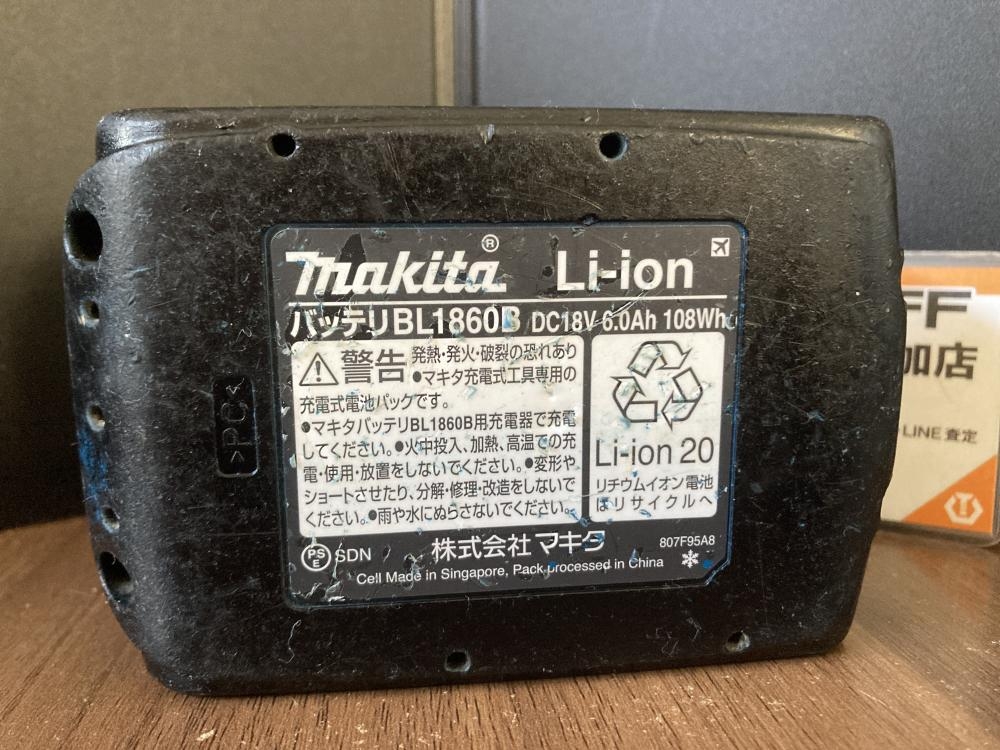 makita® Li-ion
バッテリBL1860B DC18V 6.0Ah 108Wh
警告 発熱・発火・破裂の恐れあり
●マキタ充電式工具専用の
充電式電池パックです。
●マキタバッテリBL1860B用充電器で充電
してください。●火中投入、加熱、高温での充
電・使用・放置をしないでください。●変形や
ショートさせたり、分解・修理・改造をしないで
ください。●雨や水にぬらさないでください。
Li-ion 20
リチウムイオン電池
はリサイクルへ
PS
E
SDN
株式会社マキタ
807F95A8
Cell Made in Singapore, Pack processed in China
>PC<
FF
加店
LINE 査定